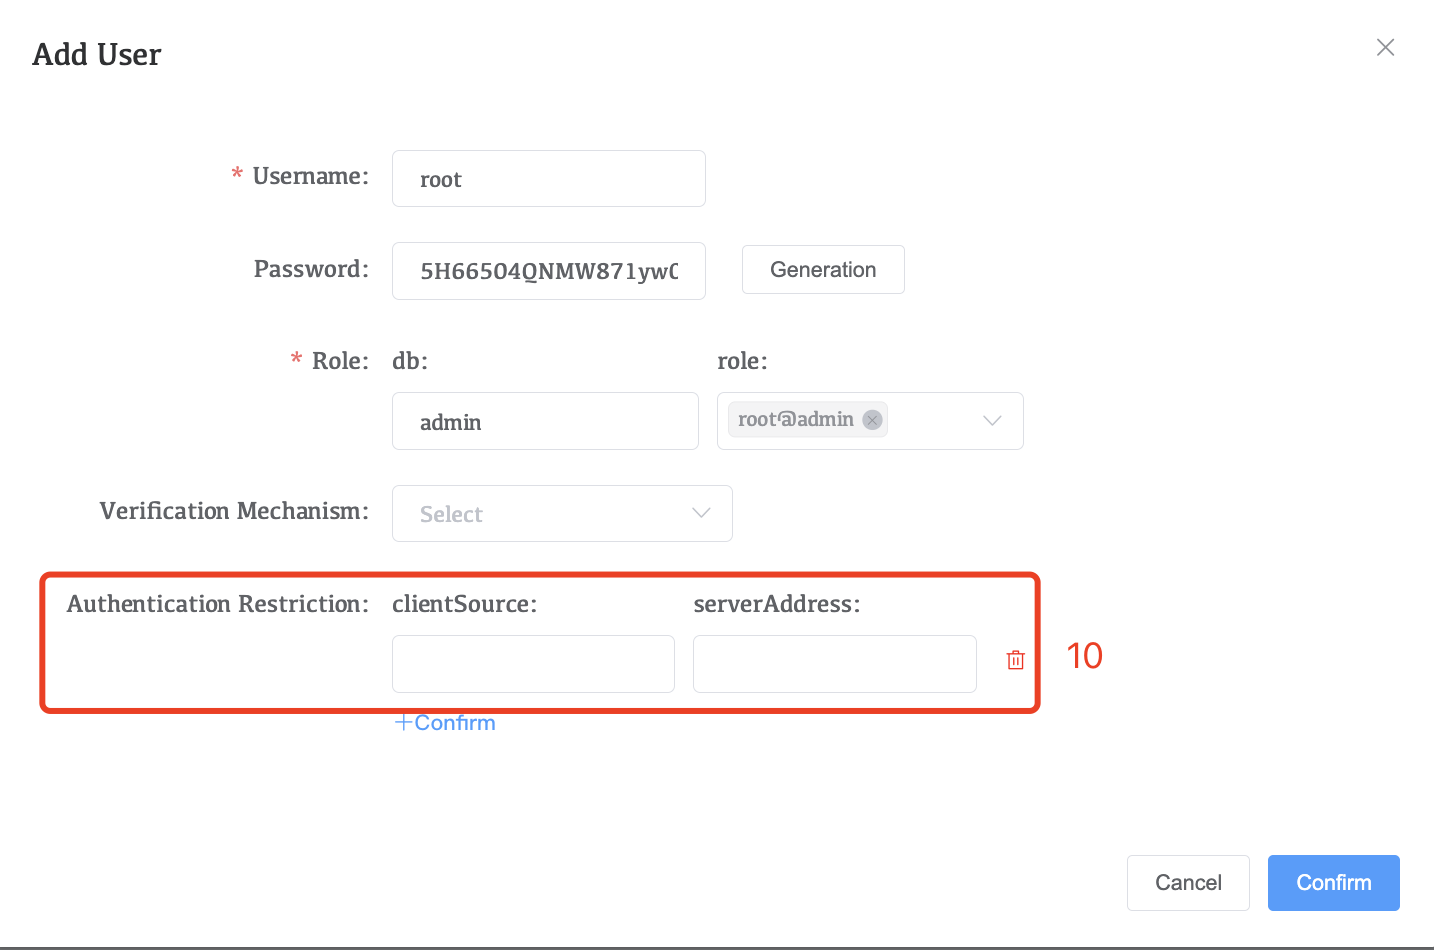 Add User
* Username: root
Password: 5H66504QNMW871yw Generation
* Role: db: role:
admin root@admin
Verification Mechanism: Select
Authentication Restriction: clientSource: serverAddress:
10
+Confirm
Cancel Confirm